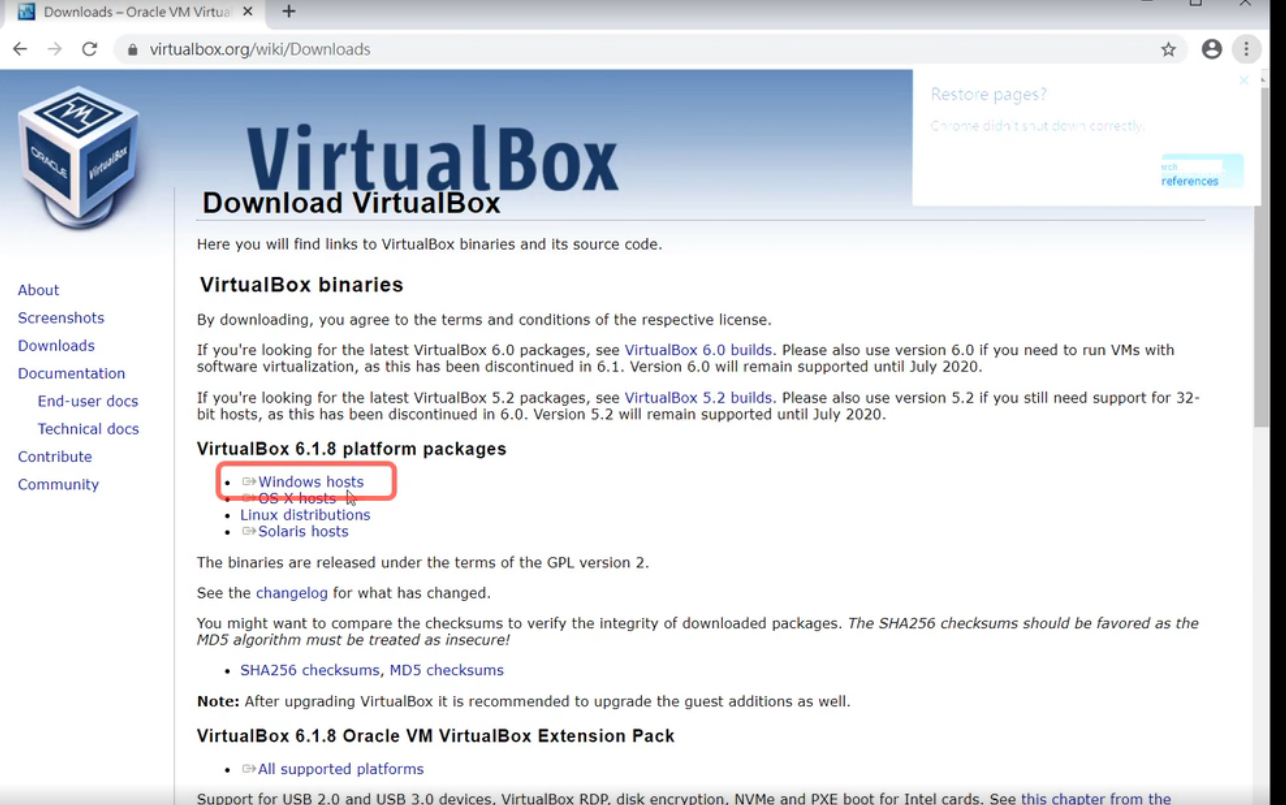 Downloads – Oracle VM Virtua
virtualbox.org/wiki/Downloads
Restore pages?
Chrome didn't shut down correctly.
references
ORACLE
VirtualBox
VirtualBox
Download VirtualBox
Here you will find links to VirtualBox binaries and its source code.
About
Screenshots
Downloads
Documentation
End-user docs
Technical docs
Contribute
Community
VirtualBox binaries
By downloading, you agree to the terms and conditions of the respective license.
If you're looking for the latest VirtualBox 6.0 packages, see VirtualBox 6.0 builds. Please also use version 6.0 if you need to run VMs with
software virtualization, as this has been discontinued in 6.1. Version 6.0 will remain supported until July 2020.
If you're looking for the latest VirtualBox 5.2 packages, see VirtualBox 5.2 builds. Please also use version 5.2 if you still need support for 32-
bit hosts, as this has been discontinued in 6.0. Version 5.2 will remain supported until July 2020.
VirtualBox 6.1.8 platform packages
Windows hosts
OS X hosts
Linux distributions
Solaris hosts
The binaries are released under the terms of the GPL version 2.
See the changelog for what has changed.
You might want to compare the checksums to verify the integrity of downloaded packages. The SHA256 checksums should be favored as the
MD5 algorithm must be treated as insecure!
SHA256 checksums, MD5 checksums
Note: After upgrading VirtualBox it is recommended to upgrade the guest additions as well.
VirtualBox 6.1.8 Oracle VM VirtualBox Extension Pack
All supported platforms
Support for USB 2.0 and USB 3.0 devices, VirtualBox RDP, disk encryption, NVMe and PXE boot for Intel cards. See this chapter from the